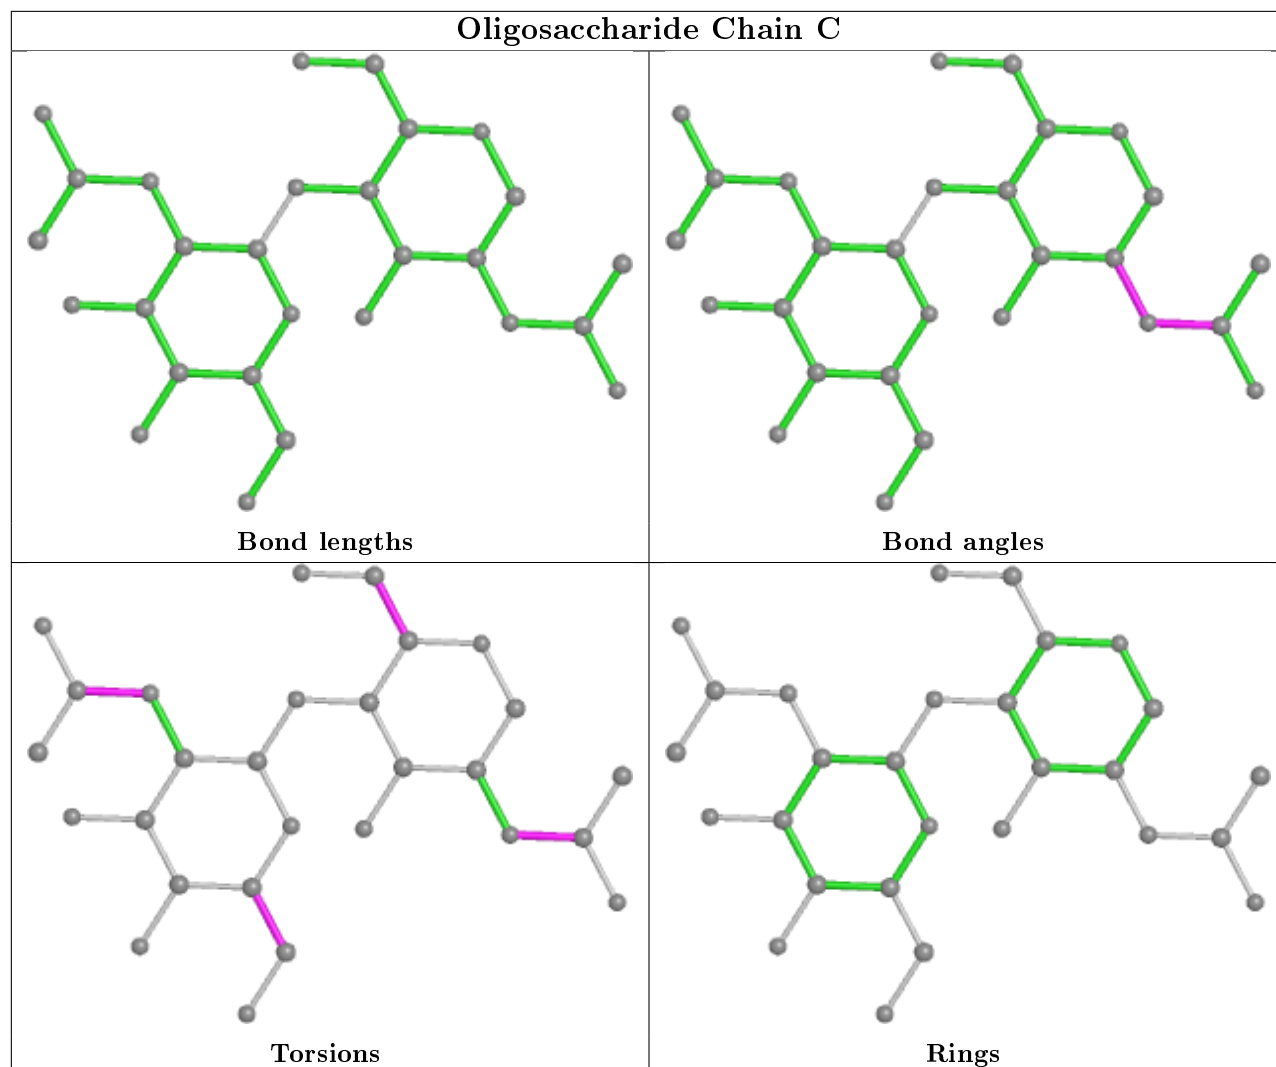 Oligosaccharide Chain C
Bond lengths
Bond angles
Torsions
Rings